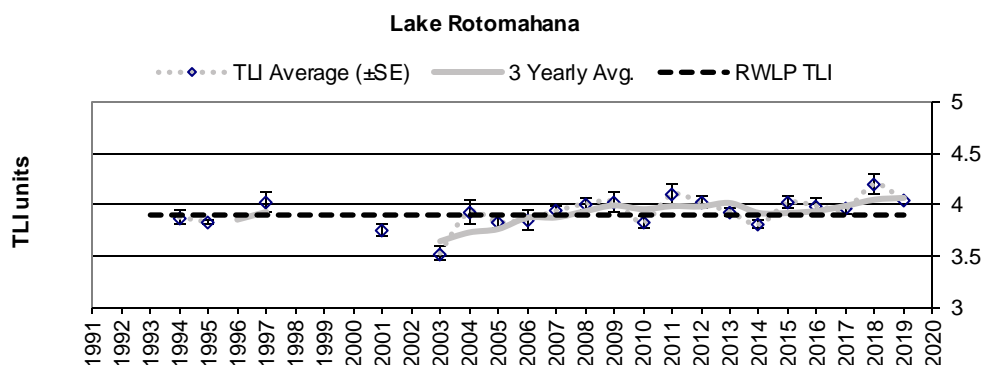 Lake Rotomahana
TLI Average (±SE) 3 Yearly Avg. RWLP TLI
TLI units
5
4.5
4
3.5
3
1991 1992 1993 1994 1995 1996 1997 1998 1999 2000 2001 2002 2003 2004 2005 2006 2007 2008 2009 2010 2011 2012 2013 2014 2015 2016 2017 2018 2019 2020